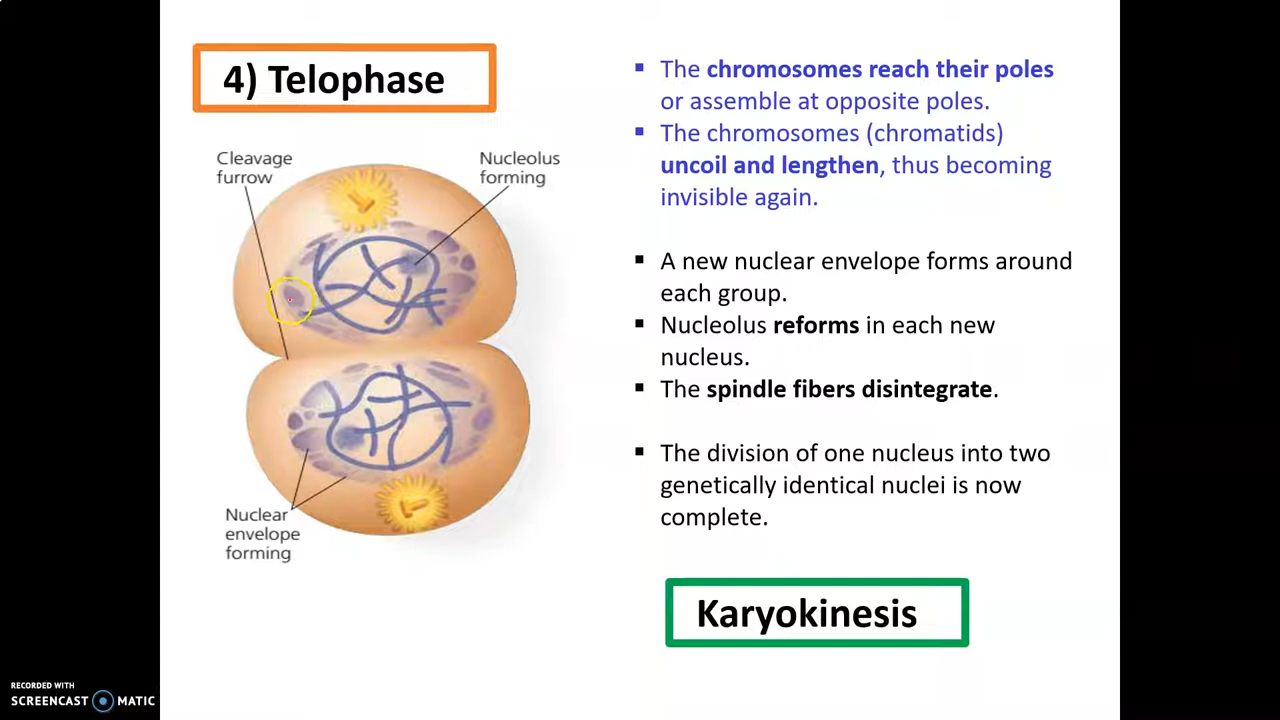 4) Telophase
Cleavage
furrow
Nucleolus
forming
Nuclear
envelope
forming
▪ The chromosomes reach their poles
or assemble at opposite poles.
▪ The chromosomes (chromatids)
uncoil and lengthen, thus becoming
invisible again.
▪ A new nuclear envelope forms around
each group.
▪ Nucleolus reforms in each new
nucleus.
▪ The spindle fibers disintegrate.
▪ The division of one nucleus into two
genetically identical nuclei is now
complete.
Karyokinesis
RECORDED WITH
SCREENCAST MATIC